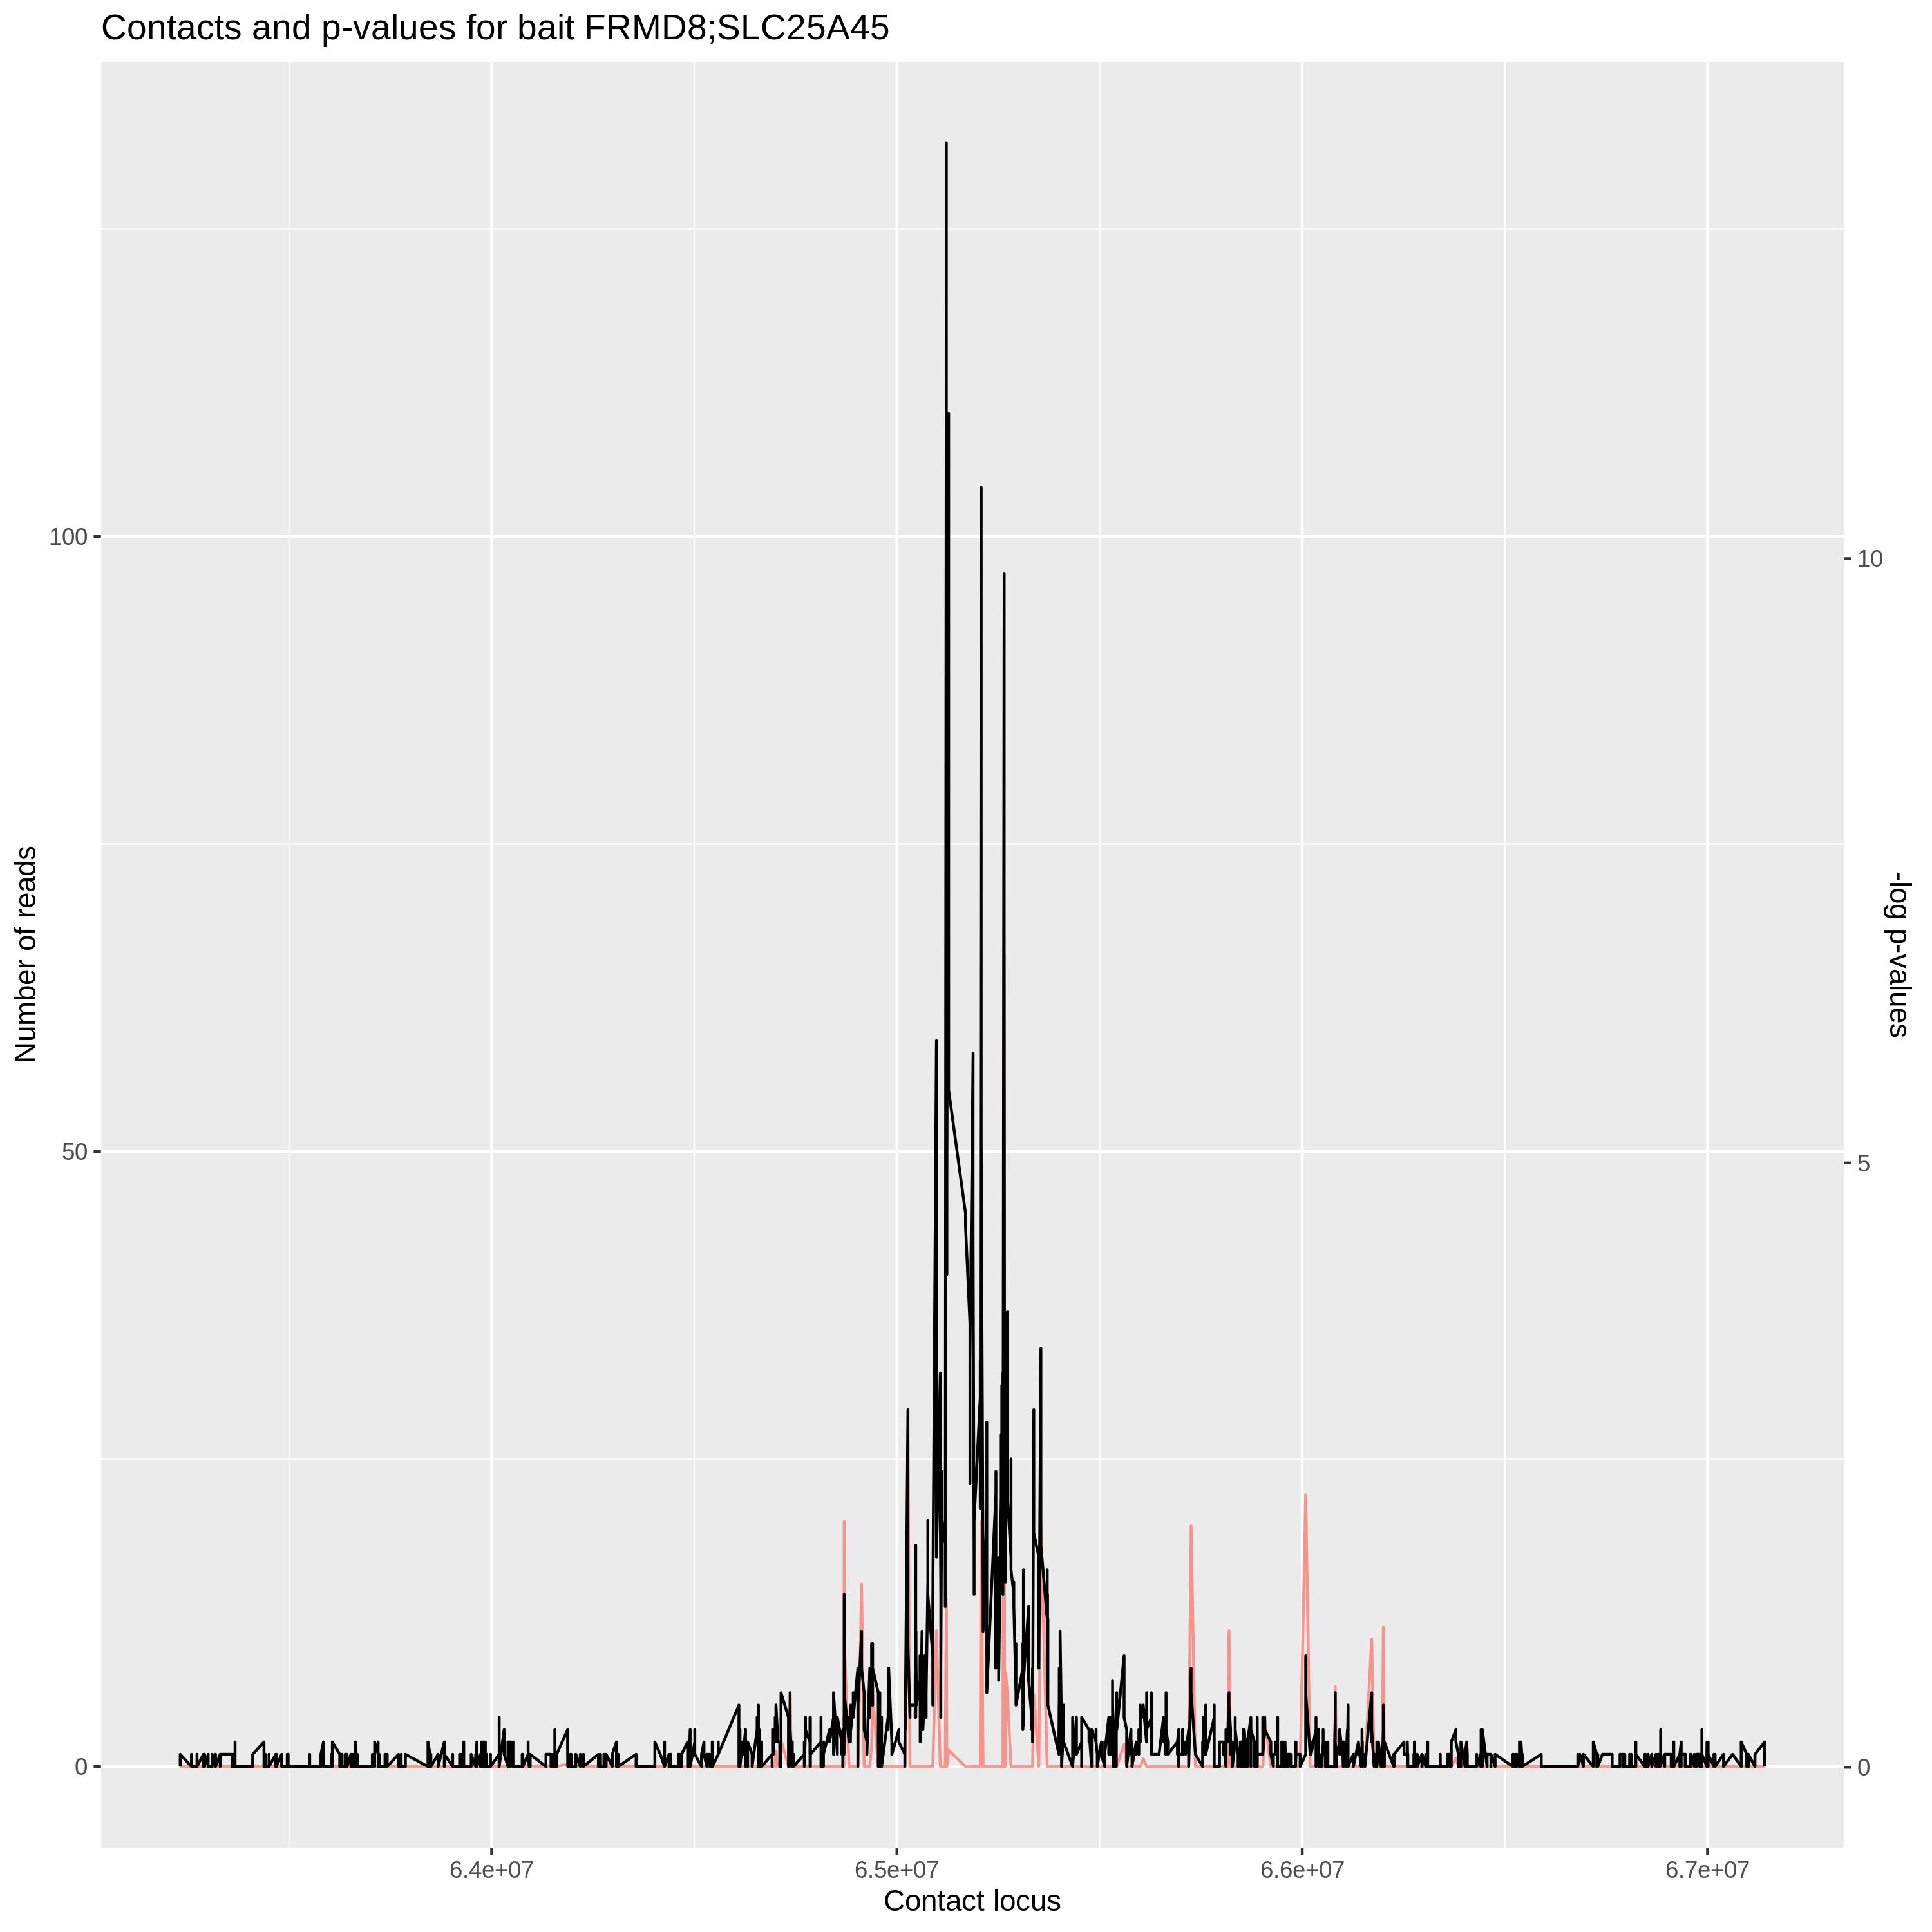 Contacts and p-values for bait FRMD8;SLC25A45
100
50
0
Number of reads
10
5
0
-log p-values
6.4e+07 6.5e+07 6.6e+07 6.7e+07
Contact locus